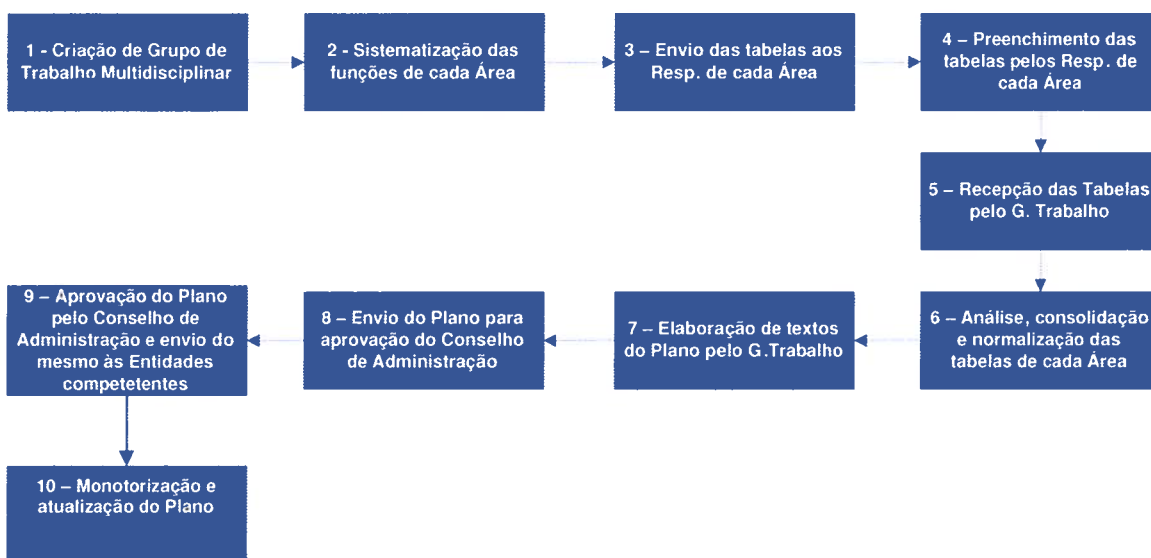 1 - Criação de Grupo de
Trabalho Multidisciplinar
2 - Sistematização das
funções de cada Área
3 – Envio das tabelas aos
Resp. de cada Área
4 – Preenchimento das
tabelas pelos Resp. de
cada Área
5 – Recepção das Tabelas
pelo G. Trabalho
6 – Análise, consolidação
e normalização das
tabelas de cada Área
7 – Elaboração de textos
do Plano pelo G.Trabalho
8 – Envio do Plano para
aprovação do Conselho
de Administração
9 – Aprovação do Plano
pelo Conselho de
Administração e envio do
mesmo às Entidades
competetentes
10 – Monotorização e
atualização do Plano